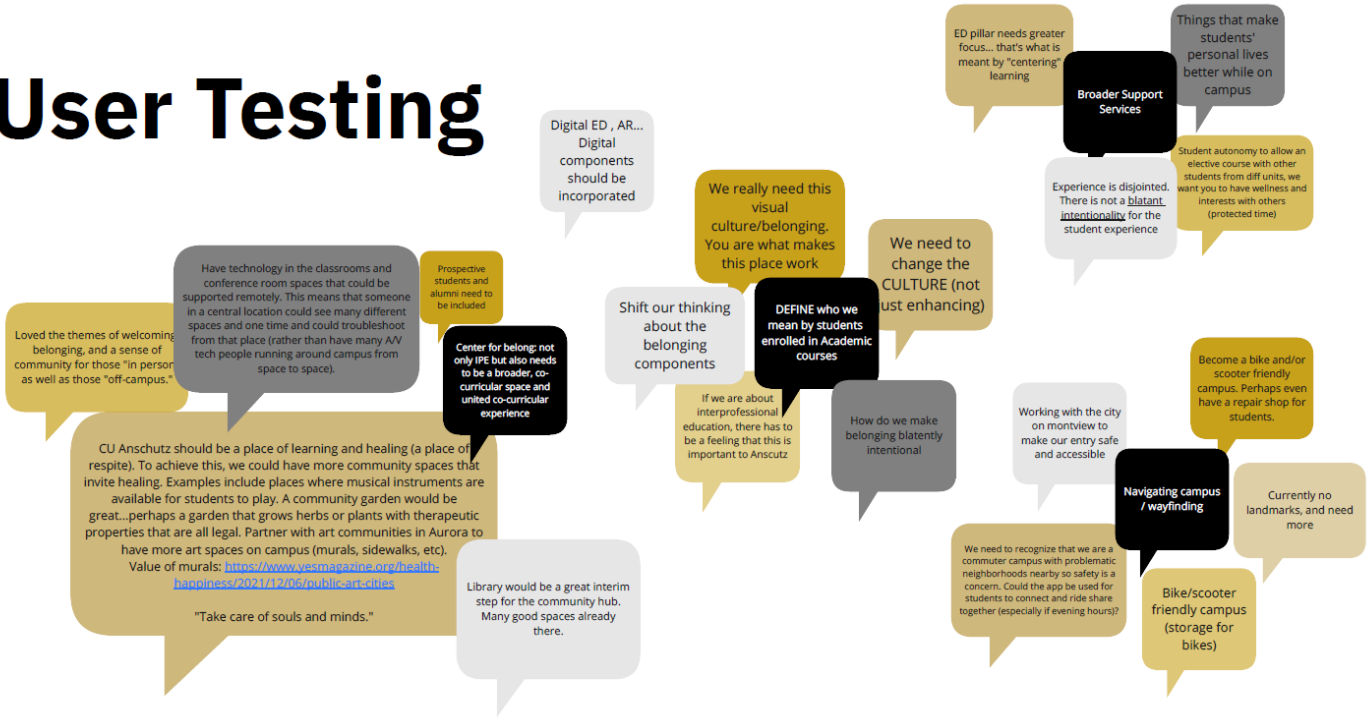 User Testing
Digital ED , AR...
Digital
components
should be
incorporated
Loved the themes of welcoming
belonging, and a sense of
community for those "in person
as well as those "off-campus."
Have technology in the classrooms and
conference room spaces that could be
supported remotely. This means that someone
in a central location could see many different
spaces and one time and could troubleshoot
from that place (rather than have many A/V
tech people running around campus from
space to space).
Prospective
students and
alumni need to
be included
Center for belong: not
only IPE but also needs
to be a broader, co-
curricular space and
united co-curricular
experience
CU Anschutz should be a place of learning and healing (a place of
respite). To achieve this, we could have more community spaces that
invite healing. Examples include places where musical instruments are
available for students to play. A community garden would be
great...perhaps a garden that grows herbs or plants with therapeutic
properties that are all legal. Partner with art communities in Aurora to
have more art spaces on campus (murals, sidewalks, etc).
Value of murals: https://www.yesmagazine.org/health-
happiness/2021/12/06/public-art-cities
"Take care of souls and minds."
Library would be a great interim
step for the community hub.
Many good spaces already
there.
We really need this
visual
culture/belonging.
You are what makes
this place work
We need to
change the
CULTURE (not
just enhancing)
Shift our thinking
about the
belonging
components
DEFINE who we
mean by students
enrolled in Academic
courses
If we are about
interprofessional
education, there has to
be a feeling that this is
important to Anscutz
How do we make
belonging blatently
intentional
ED pillar needs greater
focus... that's what is
meant by "centering"
learning
Things that make
students'
personal lives
better while on
campus
Broader Support
Services
Experience is disjointed.
There is not a blatant
intentionality for the
student experience
Student autonomy to allow an
elective course with other
students from diff units, we
want you to have wellness and
interests with others
(protected time)
Become a bike and/or
scooter friendly
campus. Perhaps even
have a repair shop for
students.
Working with the city
on montview to
make our entry safe
and accessible
Navigating campus
/ wayfinding
Currently no
landmarks, and need
more
We need to recognize that we are a
commuter campus with problematic
neighborhoods nearby so safety is a
concern. Could the app be used for
students to connect and ride share
together (especially if evening hours)?
Bike/scooter
friendly campus
(storage for
bikes)